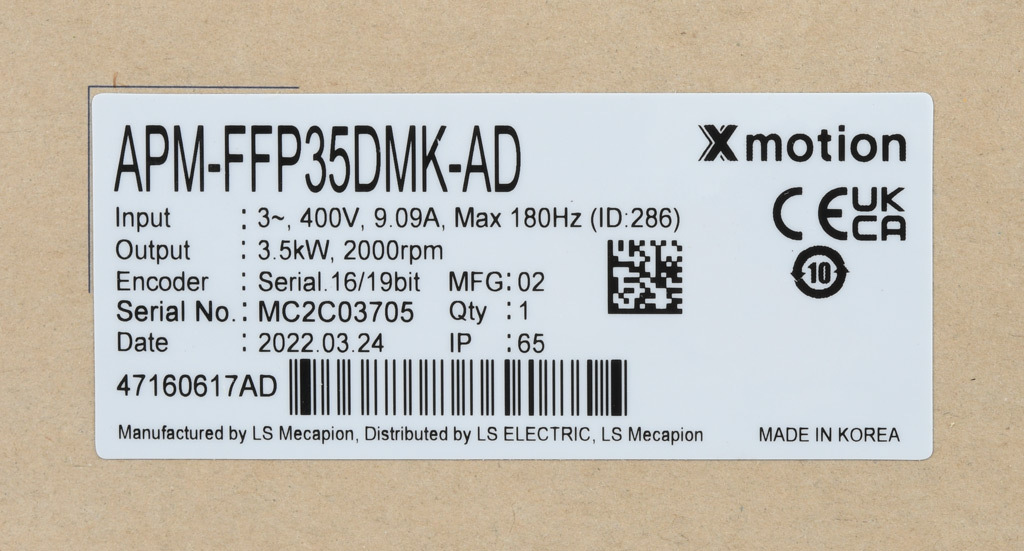 APM-FFP35DMK-AD
Xmotion
Input : 3~, 400V, 9.09A, Max 180Hz (ID:286)
CE UKCA
Output : 3.5kW, 2000rpm
10
Encoder : Serial.16/19bit MFG: 02
Serial No. : MC2C03705 Qty : 1
Date : 2022.03.24 IP : 65
47160617AD
Manufactured by LS Mecapion, Distributed by LS ELECTRIC, LS Mecapion MADE IN KOREA